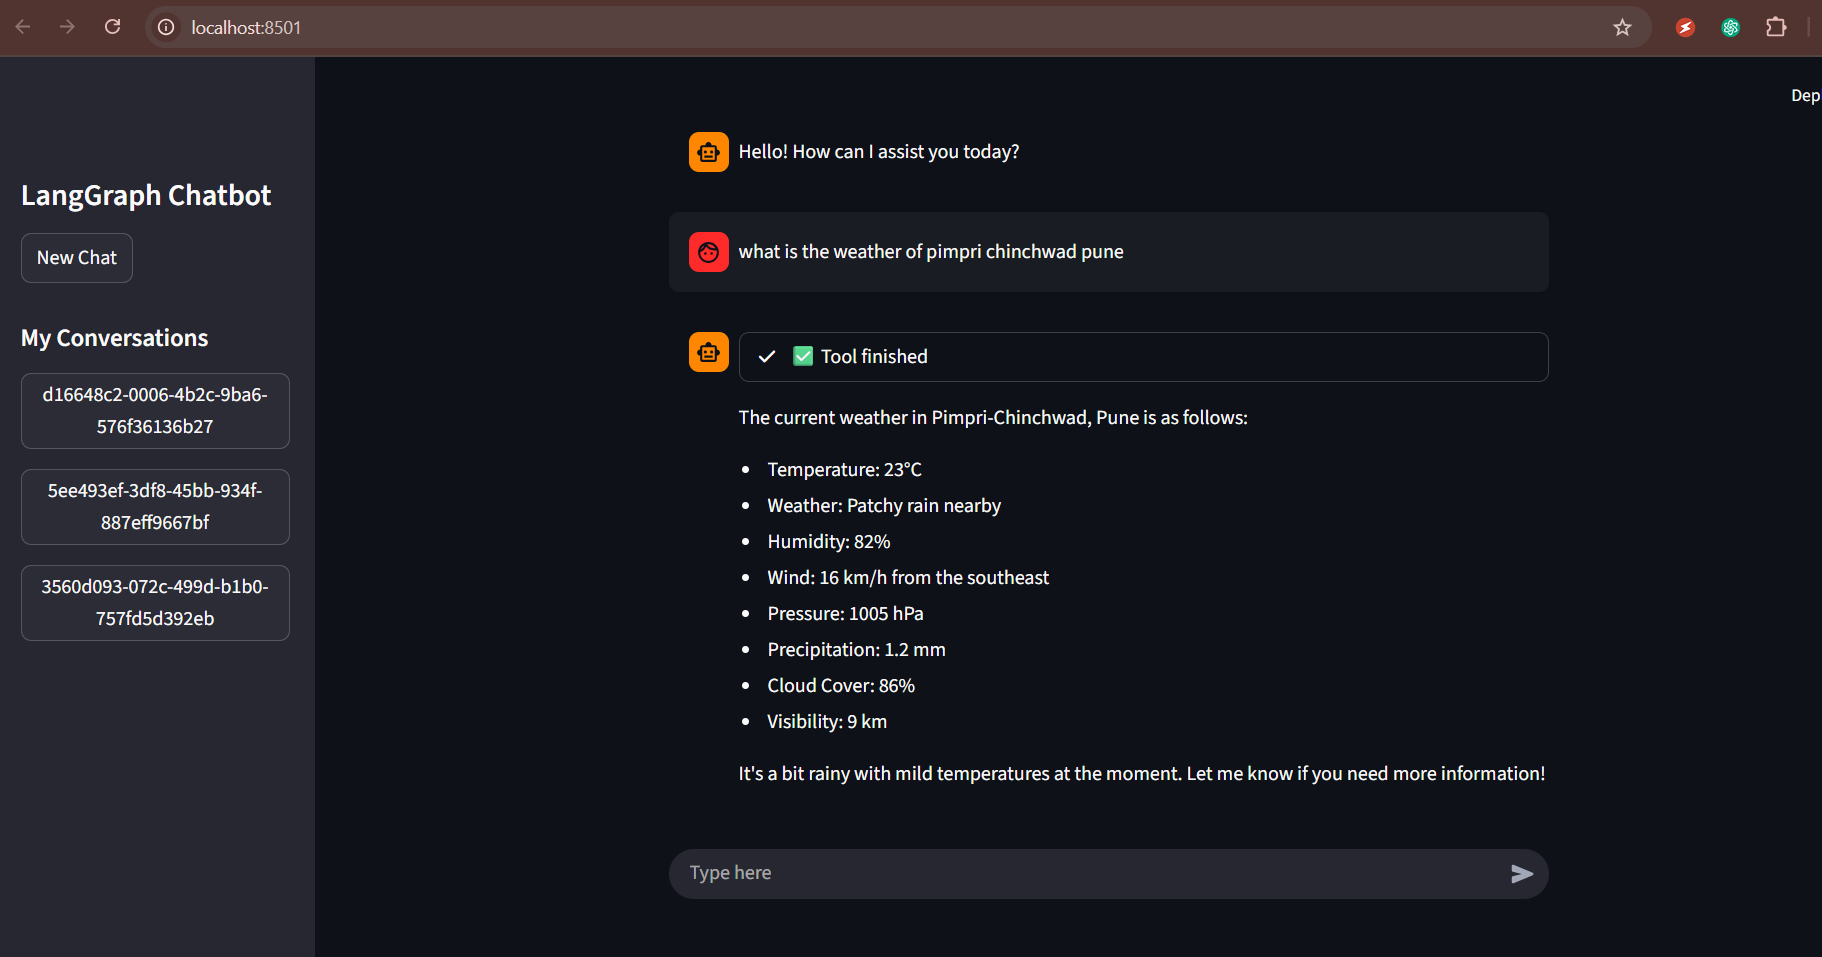 localhost:8501
Dep
LangGraph Chatbot
New Chat
My Conversations
d16648c2-0006-4b2c-9ba6-
576f36136b27
5ee493ef-3df8-45bb-934f-
887eff9667bf
3560d093-072c-499d-b1b0-
757fd5d392eb
Hello! How can I assist you today?
what is the weather of pimpri chinchwad pune
✅ Tool finished
The current weather in Pimpri-Chinchwad, Pune is as follows:
• Temperature: 23°C
• Weather: Patchy rain nearby
• Humidity: 82%
• Wind: 16 km/h from the southeast
• Pressure: 1005 hPa
• Precipitation: 1.2 mm
• Cloud Cover: 86%
• Visibility: 9 km
It's a bit rainy with mild temperatures at the moment. Let me know if you need more information!
Type here